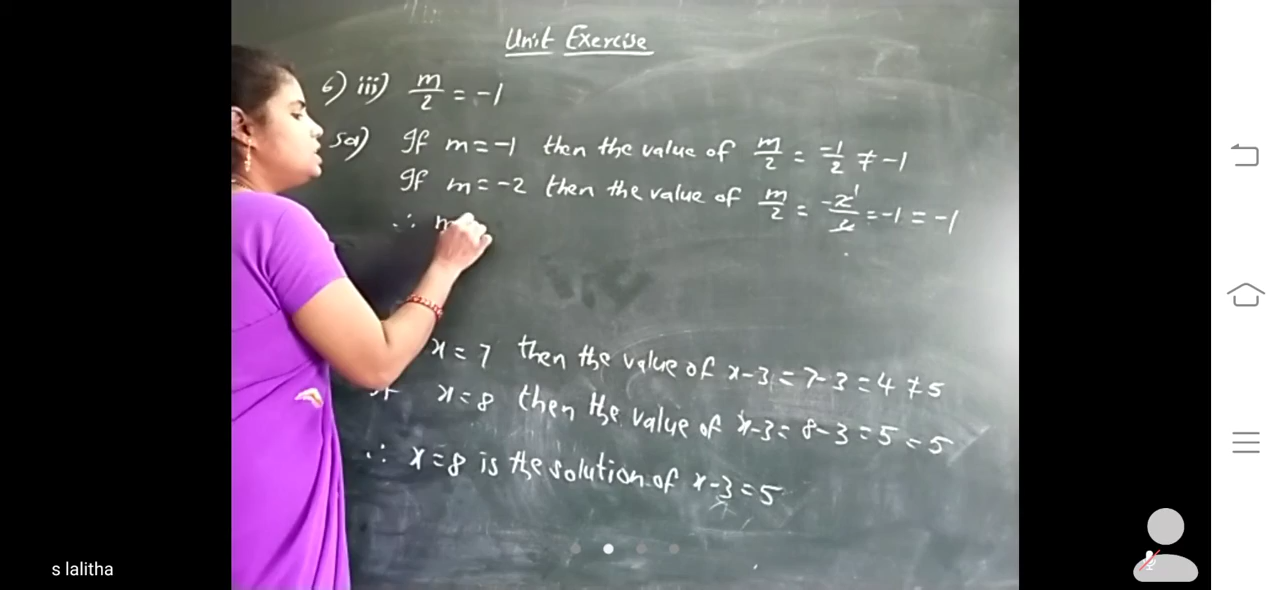 Unit Exercise
6) iii) m/2 = -1
Sol) If m = -1 then the value of m/2 = -1/2 ≠ -1
If m = -2 then the value of m/2 = -2̸¹/2̸ = -1 = -1
∴ m
x = 7 then the value of x-3 = 7-3 = 4 ≠ 5
x = 8 then the value of x-3 = 8-3 = 5 = 5
∴ x = 8 is the solution of x-3 = 5
s lalitha